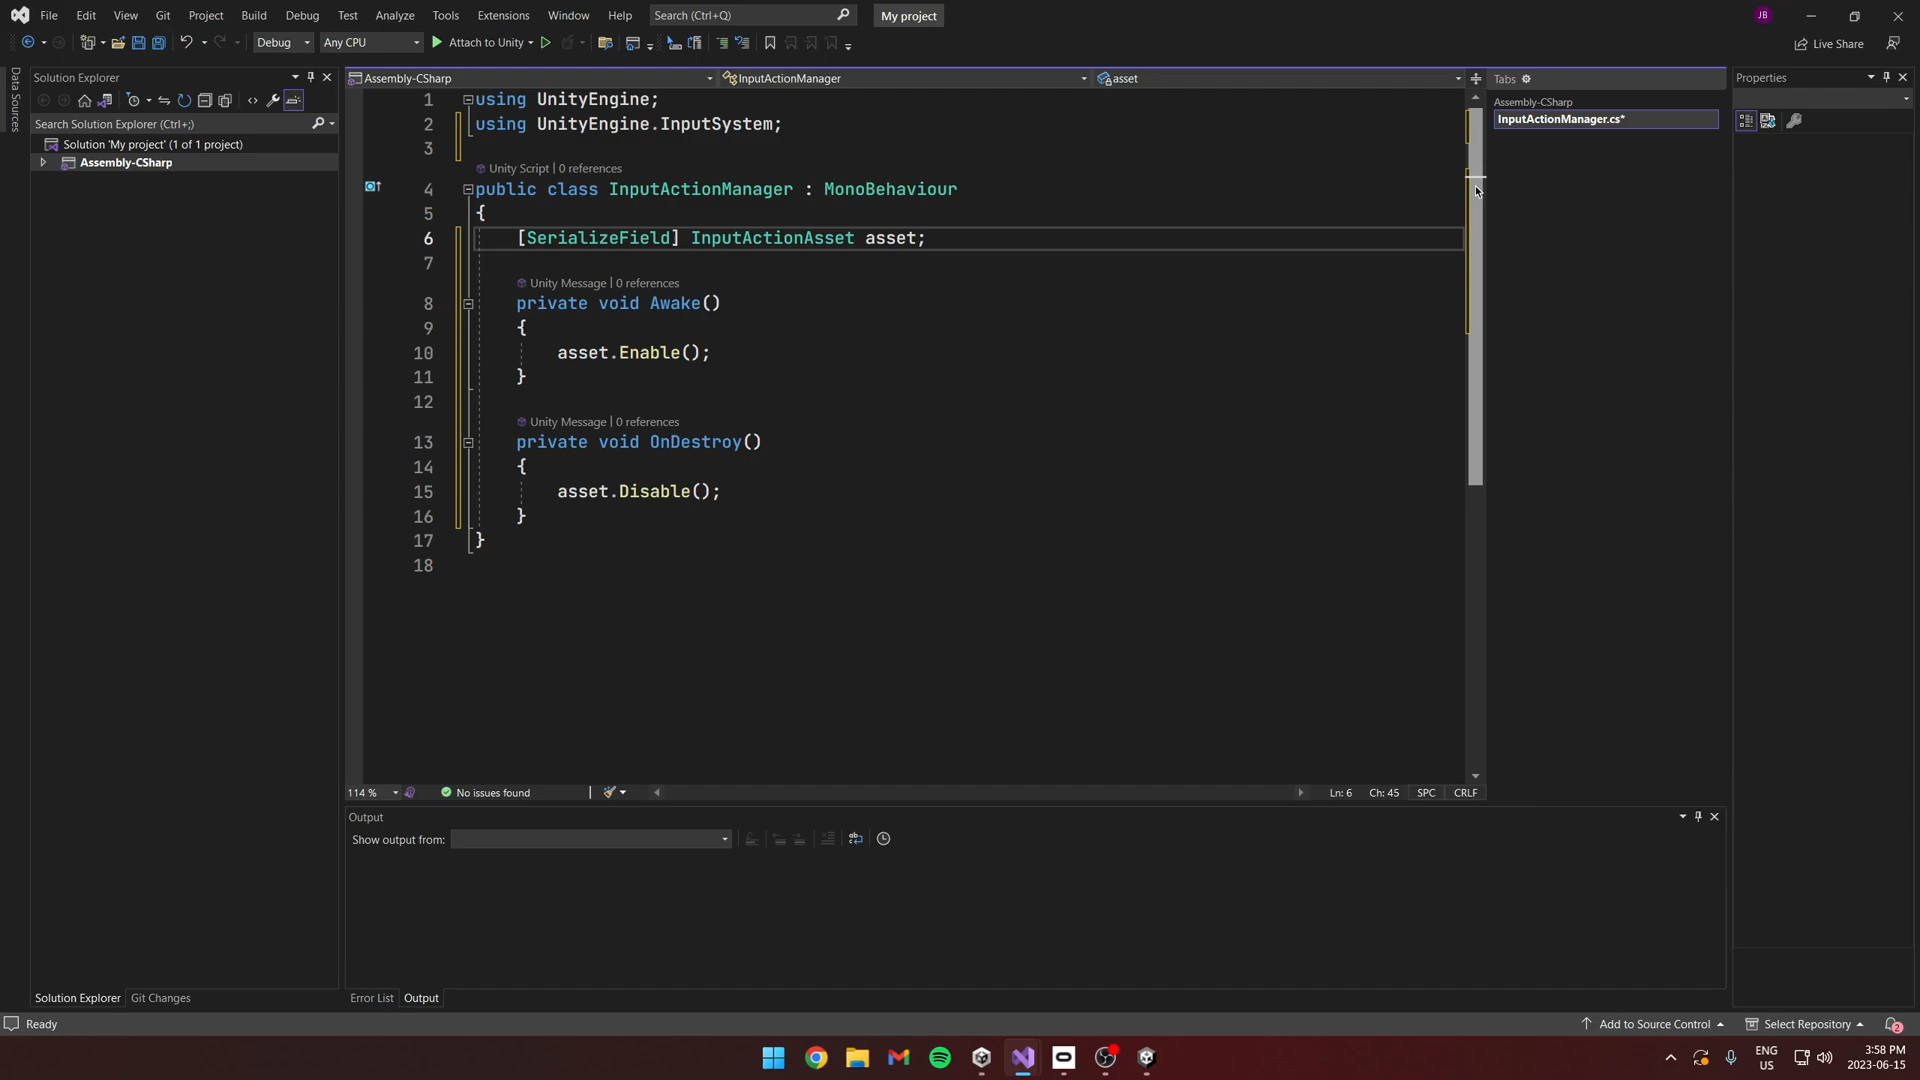 File Edit View Git Project Build Debug Test Analyze Tools Extensions Window Help Search (Ctrl+Q) My project JB
Debug Any CPU Attach to Unity Live Share
Data Sources
Solution Explorer
Search Solution Explorer (Ctrl+;)
Solution 'My project' (1 of 1 project)
Assembly-CSharp
Assembly-CSharp InputActionManager asset
1 using UnityEngine;
2 using UnityEngine.InputSystem;
3
Unity Script | 0 references
4 public class InputActionManager : MonoBehaviour
5 {
6 [SerializeField] InputActionAsset asset;
7
Unity Message | 0 references
8 private void Awake()
9 {
10 asset.Enable();
11 }
12
Unity Message | 0 references
13 private void OnDestroy()
14 {
15 asset.Disable();
16 }
17 }
18
114 % No issues found Ln: 6 Ch: 45 SPC CRLF
Tabs
Assembly-CSharp
InputActionManager.cs*
Properties
Output
Show output from:
Solution Explorer Git Changes
Error List Output
Ready Add to Source Control Select Repository 2
ENG
US
3:58 PM
2023-06-15